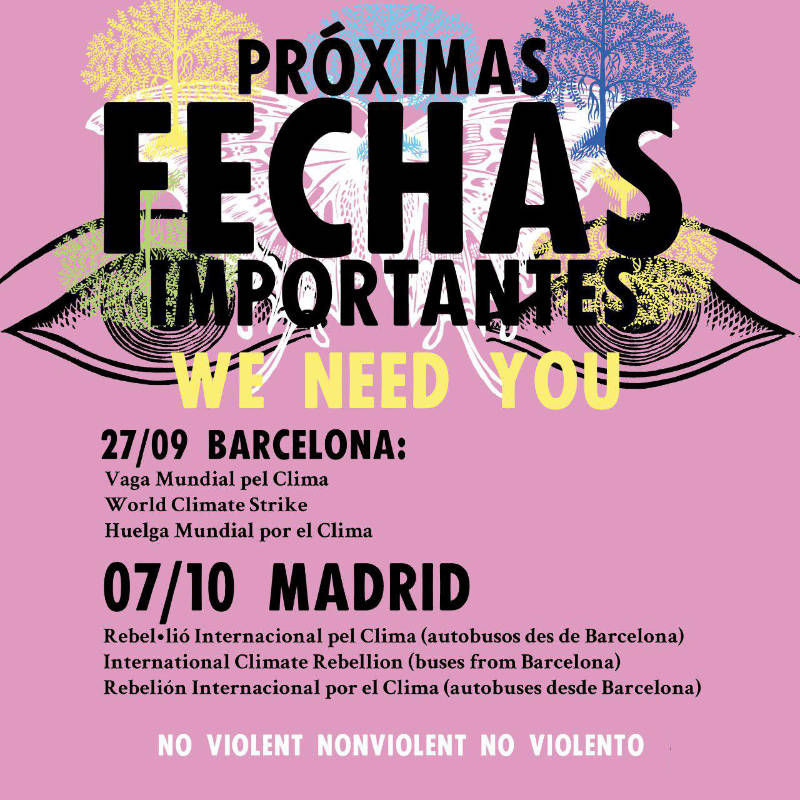 PRÓXIMAS
FECHAS
IMPORTANTES
WE NEED YOU
27/09 BARCELONA:
Vaga Mundial pel Clima
World Climate Strike
Huelga Mundial por el Clima
07/10 MADRID
Rebel•lió Internacional pel Clima (autobusos des de Barcelona)
International Climate Rebellion (buses from Barcelona)
Rebelión Internacional por el Clima (autobuses desde Barcelona)
NO VIOLENT NONVIOLENT NO VIOLENTO